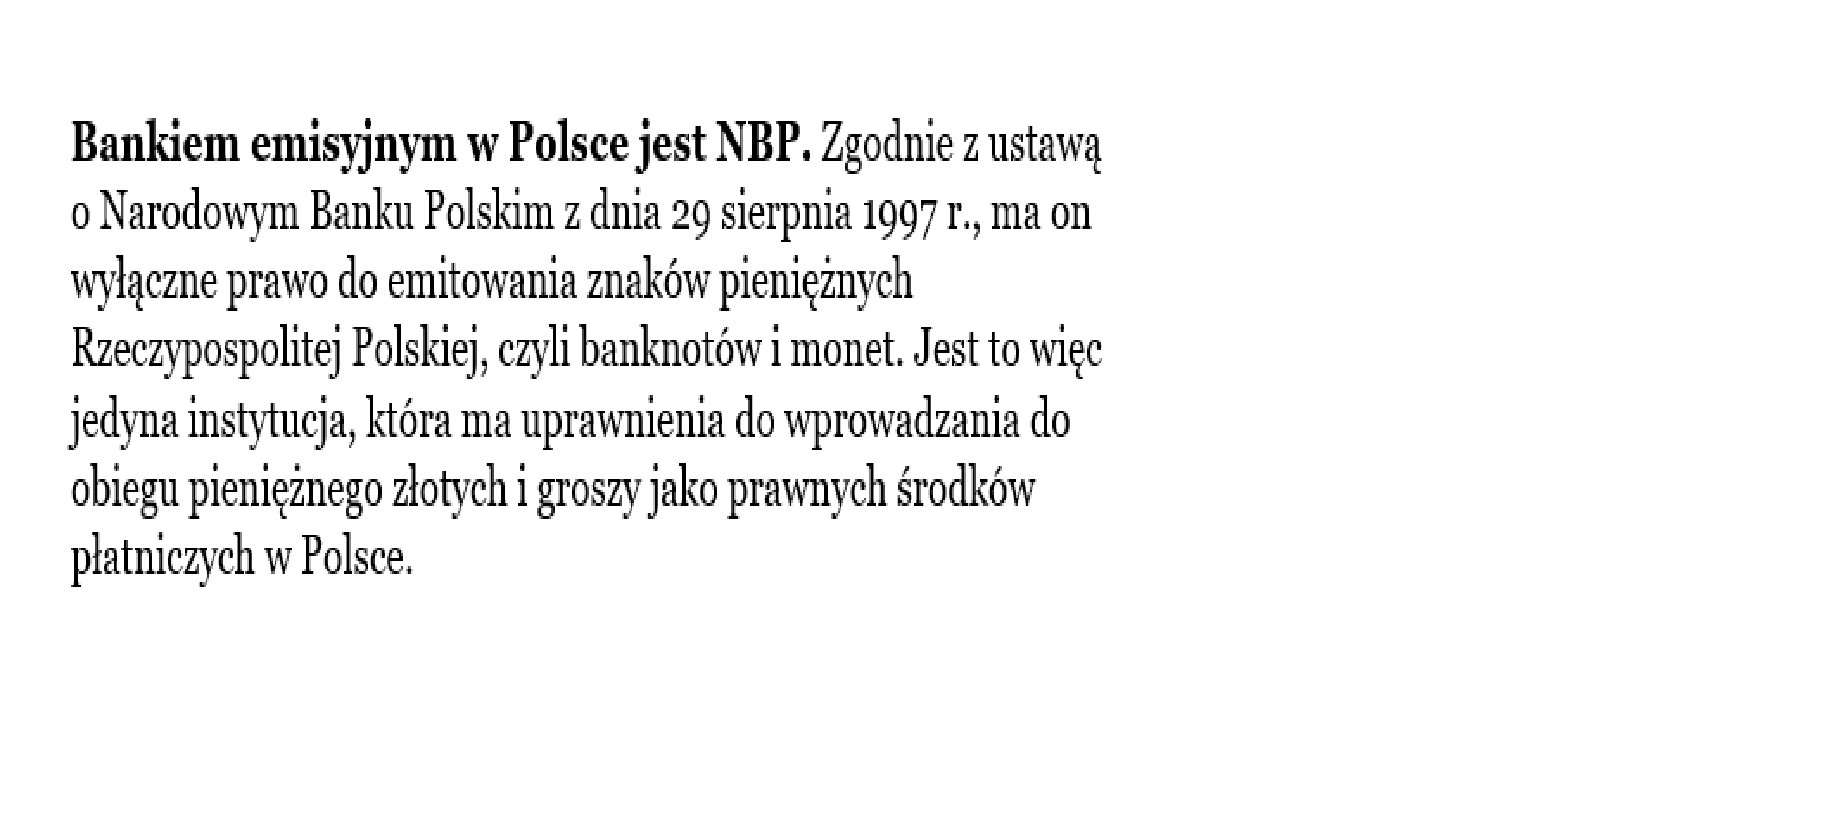 Bankiem emisyjnym w Polsce jest NBP. Zgodnie z ustawą
o Narodowym Banku Polskim z dnia 29 sierpnia 1997 r., ma on
wyłączne prawo do emitowania znaków pieniężnych
Rzeczypospolitej Polskiej, czyli banknotów i monet. Jest to więc
jedyna instytucja, która ma uprawnienia do wprowadzania do
obiegu pieniężnego złotych i groszy jako prawnych środków
płatniczych w Polsce.